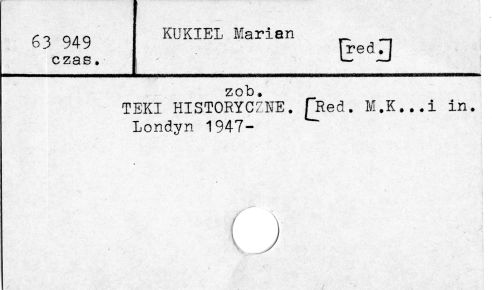 63 949
czas.
KUKIEL Marian
[red.]
zob.
TEKI HISTORYCZNE. [Red. M.K...i in.
Londyn 1947-